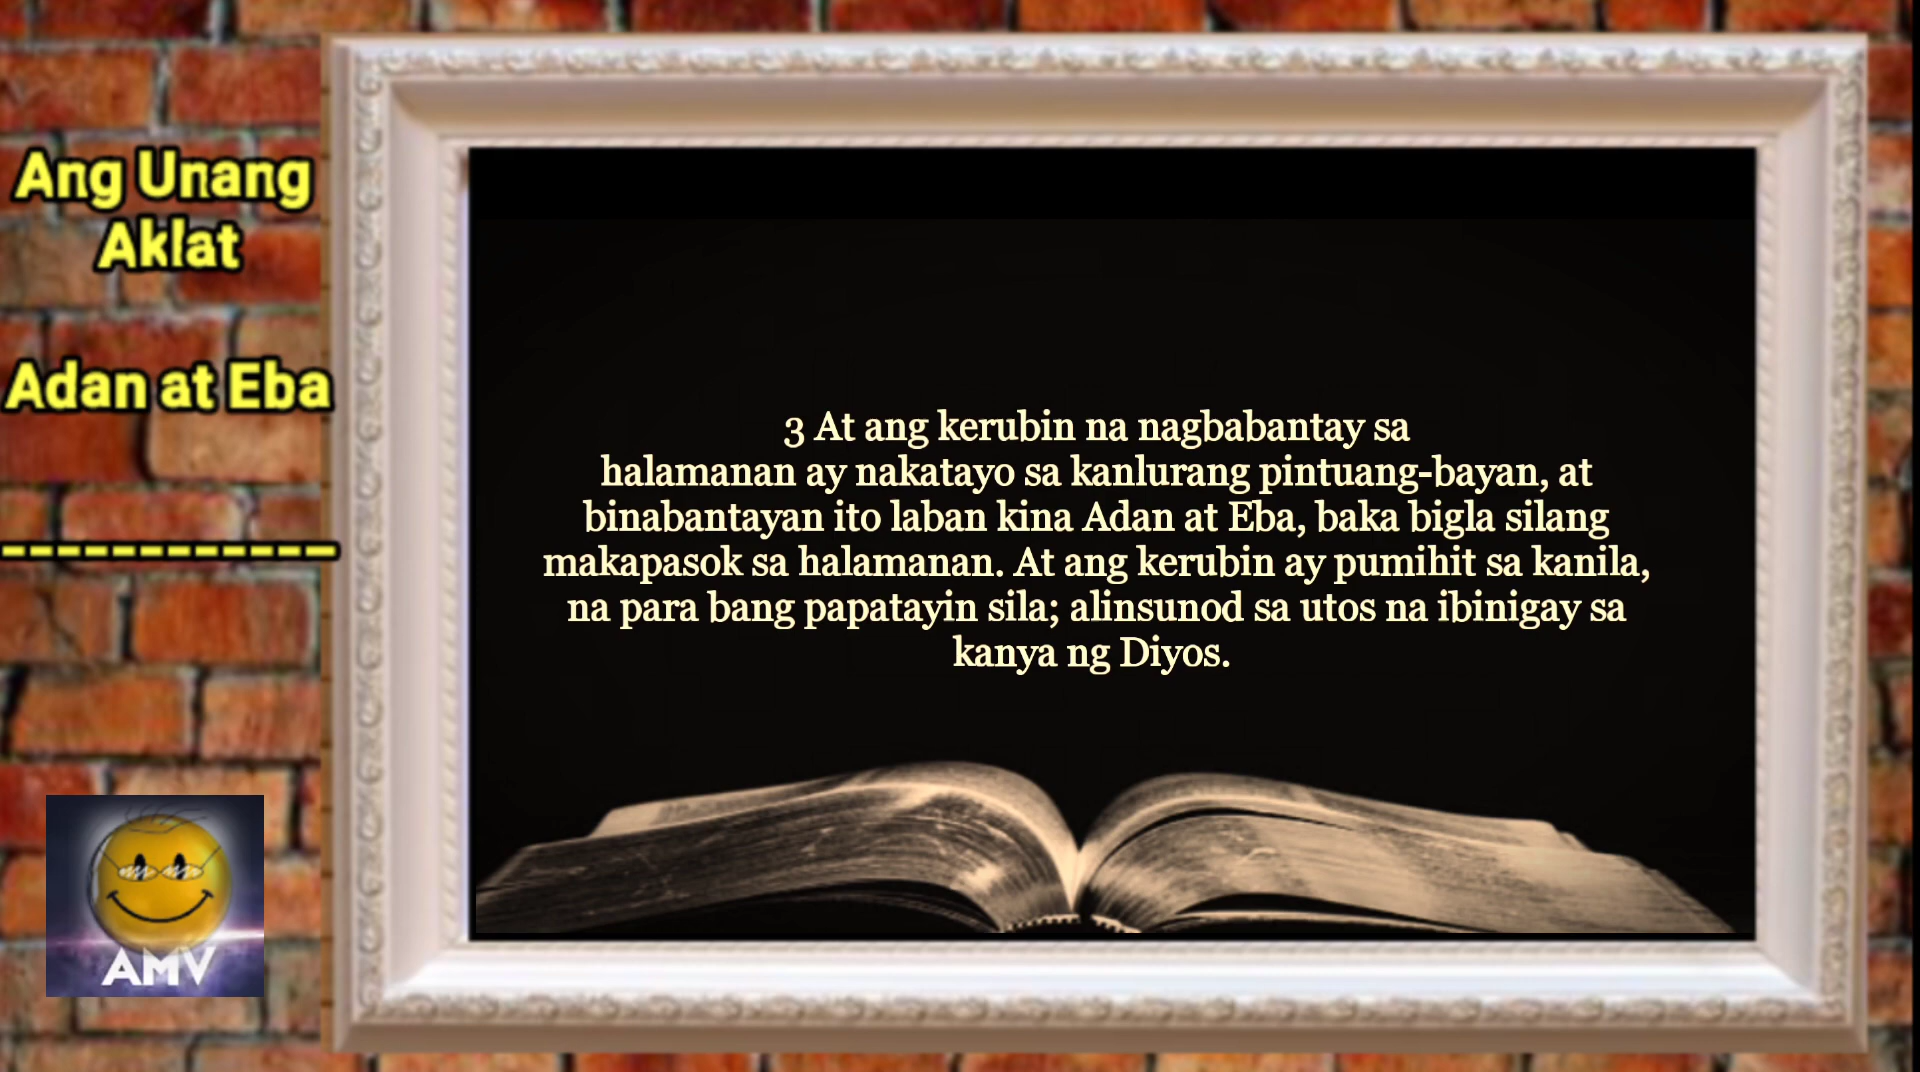 Ang Unang
Aklat
Adan at Eba
3 At ang kerubin na nagbabantay sa
halamanan ay nakatayo sa kanlurang pintuang-bayan, at
binabantayan ito laban kina Adan at Eba, baka bigla silang
makapasok sa halamanan. At ang kerubin ay pumihit sa kanila,
na para bang papatayin sila; alinsunod sa utos na ibinigay sa
kanya ng Diyos.
AMV